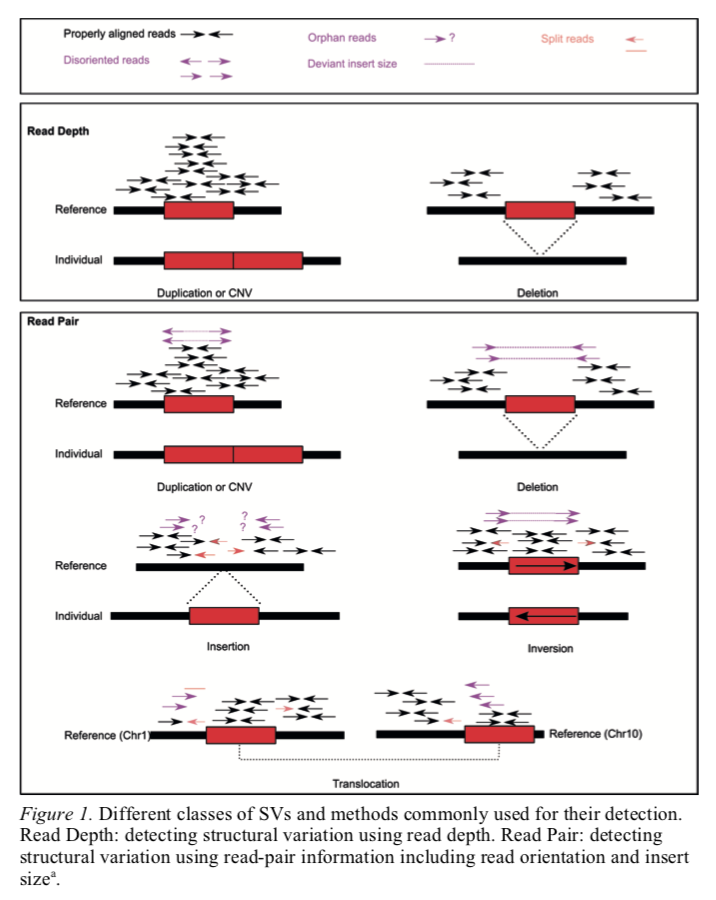 Properly aligned reads
Orphan reads ?
Split reads
Disoriented reads
Deviant insert size
Read Depth
Reference
Individual
Duplication or CNV
Deletion
Read Pair
Reference
Individual
Duplication or CNV
Deletion
? ?
? ?
Reference
Individual
Insertion
Inversion
Reference (Chr1)
Reference (Chr10)
Translocation
Figure 1. Different classes of SVs and methods commonly used for their detection.
Read Depth: detecting structural variation using read depth. Read Pair: detecting
structural variation using read-pair information including read orientation and insert
sizeᵃ.